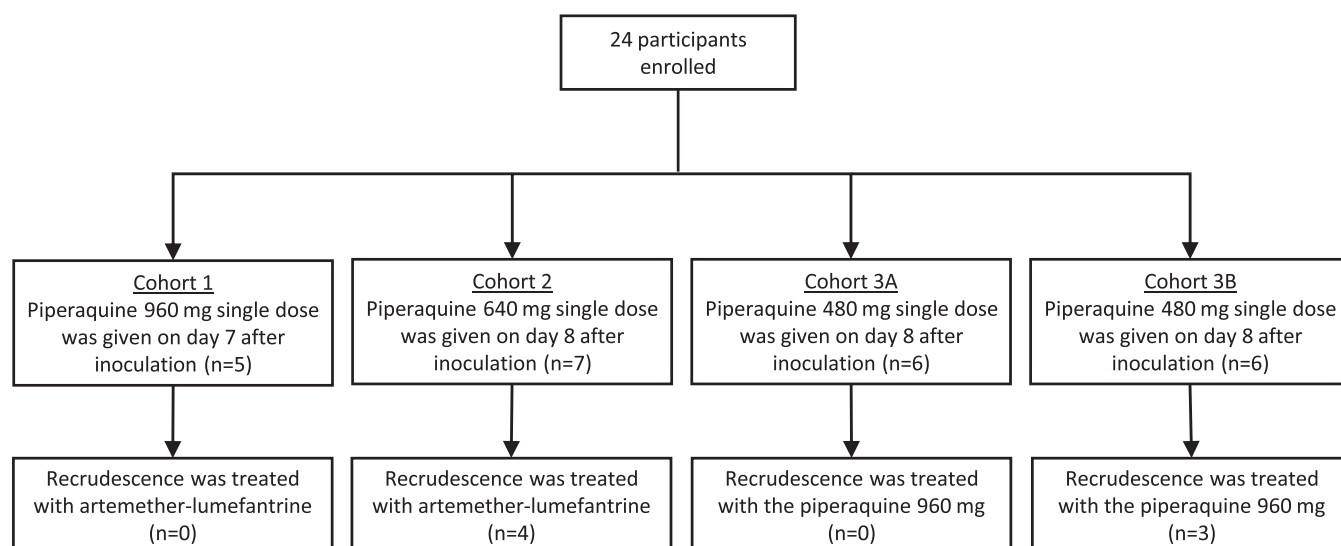 24 participants
enrolled
Cohort 1
Piperaquine 960 mg single dose
was given on day 7 after
inoculation (n=5)
Cohort 2
Piperaquine 640 mg single dose
was given on day 8 after
inoculation (n=7)
Cohort 3A
Piperaquine 480 mg single dose
was given on day 8 after
inoculation (n=6)
Cohort 3B
Piperaquine 480 mg single dose
was given on day 8 after
inoculation (n=6)
Recrudescence was treated
with artemether-lumefantrine
(n=0)
Recrudescence was treated
with artemether-lumefantrine
(n=4)
Recrudescence was treated
with the piperaquine 960 mg
(n=0)
Recrudescence was treated
with the piperaquine 960 mg
(n=3)